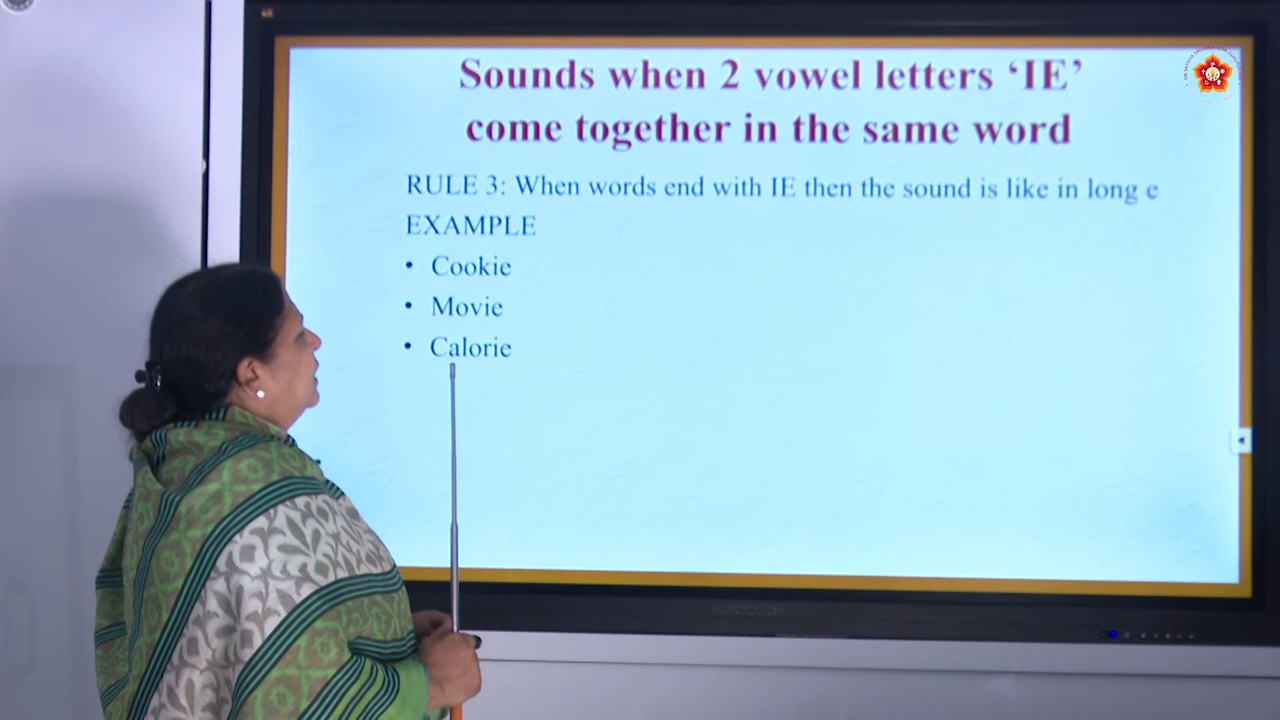 Sounds when 2 vowel letters ‘IE’
come together in the same word
RULE 3: When words end with IE then the sound is like in long e
EXAMPLE
• Cookie
• Movie
• Calorie